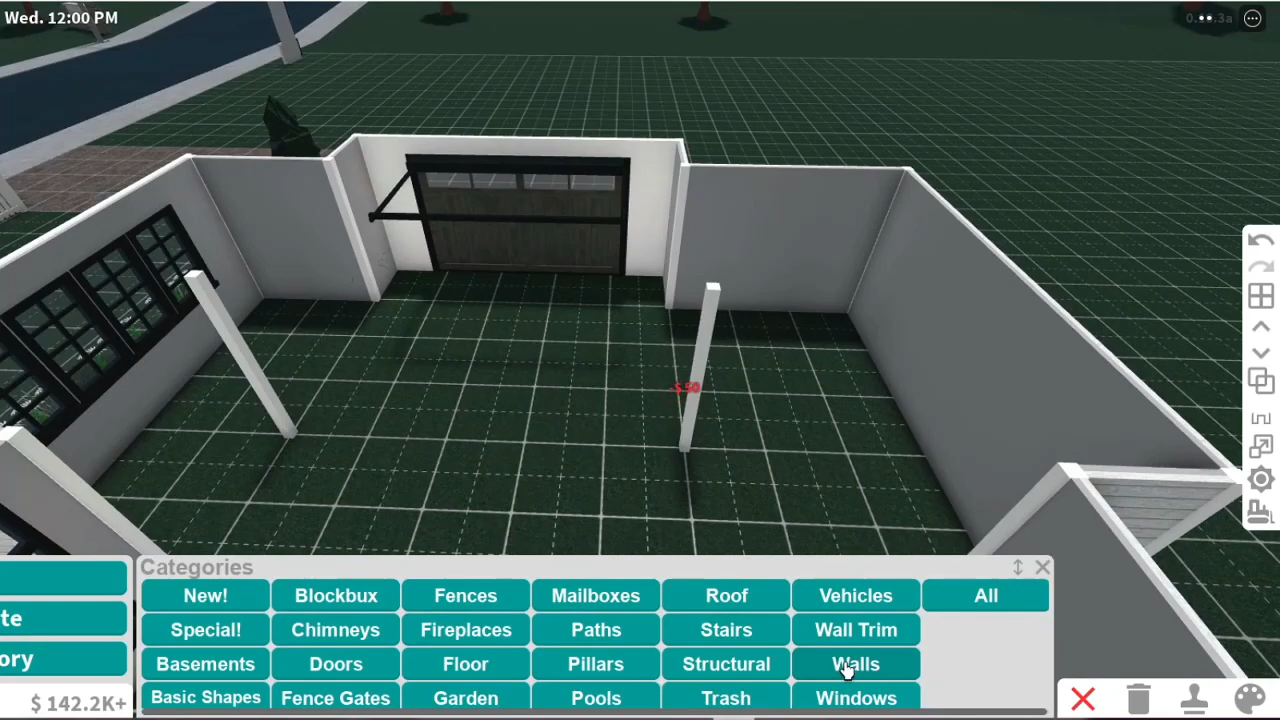 Wed. 12:00 PM
-$50
Categories
New! Blockbux Fences Mailboxes Roof Vehicles All
Special! Chimneys Fireplaces Paths Stairs Wall Trim
Basements Doors Floor Pillars Structural Walls
Basic Shapes Fence Gates Garden Pools Trash Windows
te
ory
$ 142.2K+